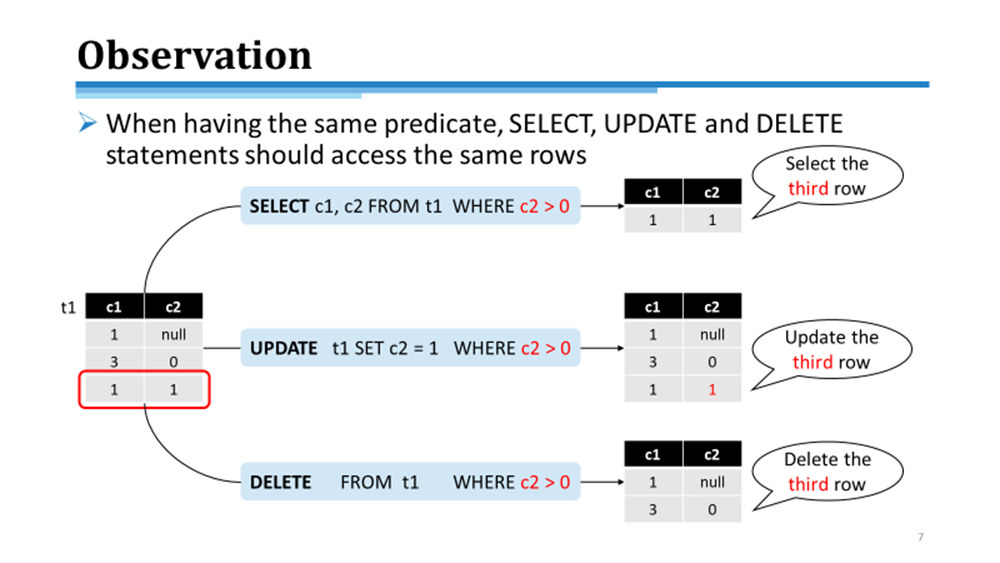 Observation
➢ When having the same predicate, SELECT, UPDATE and DELETE
statements should access the same rows
SELECT c1, c2 FROM t1 WHERE c2 > 0
c1 c2
1 1
Select the
third row
t1
c1 c2
1 null
3 0
1 1
UPDATE t1 SET c2 = 1 WHERE c2 > 0
c1 c2
1 null
3 0
1 1
Update the
third row
DELETE FROM t1 WHERE c2 > 0
c1 c2
1 null
3 0
Delete the
third row
7